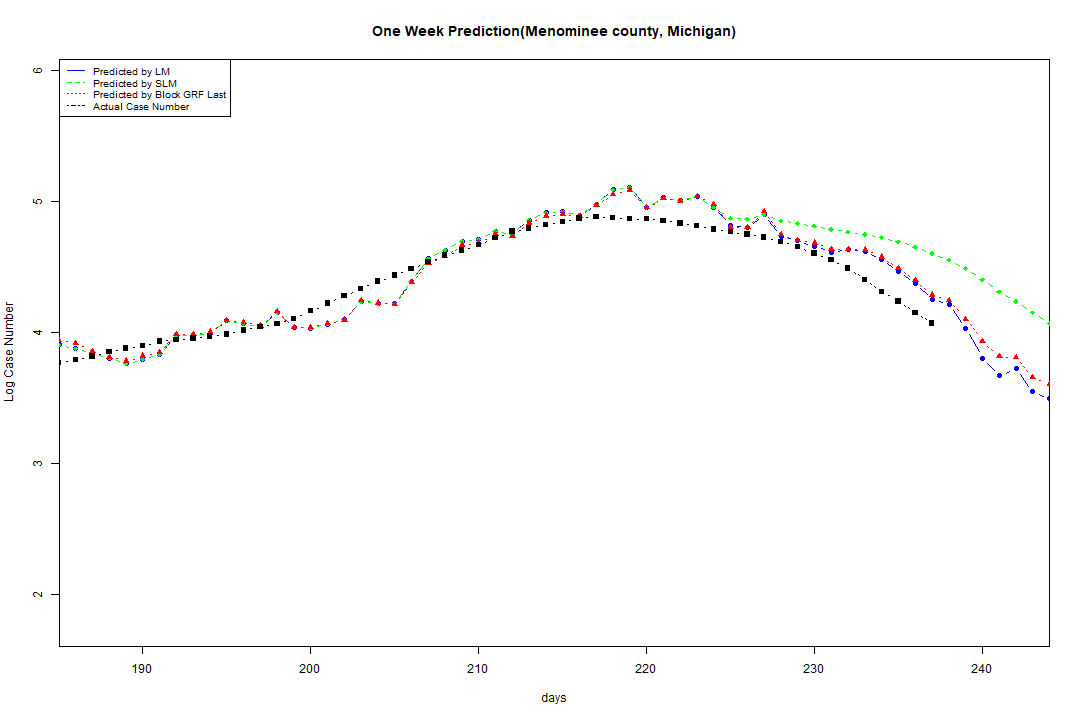 One Week Prediction(Menominee county, Michigan)
Predicted by LM
Predicted by SLM
Predicted by Block GRF Last
Actual Case Number
6
5
4
3
2
Log Case Number
190 200 210 220 230 240
days